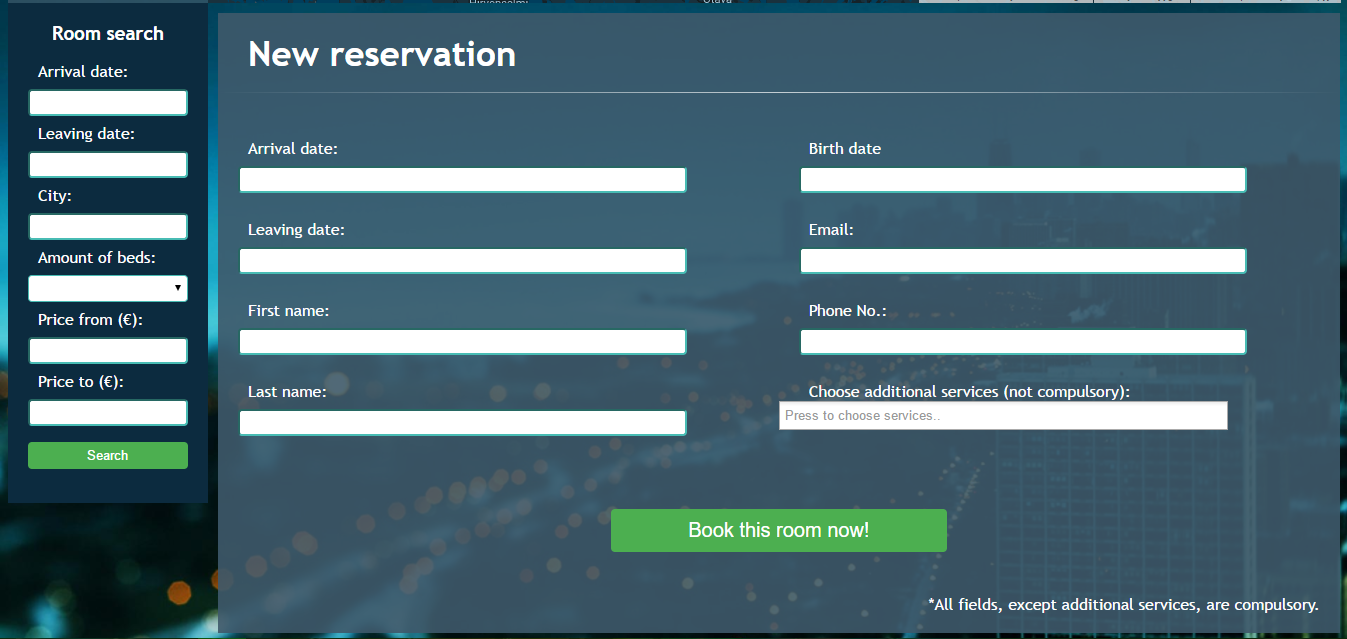 Room search
Arrival date:
Leaving date:
City:
Amount of beds:
Price from (€):
Price to (€):
Search
New reservation
Arrival date:
Birth date
Leaving date:
Email:
First name:
Phone No.:
Last name:
Choose additional services (not compulsory):
Press to choose services..
Book this room now!
*All fields, except additional services, are compulsory.